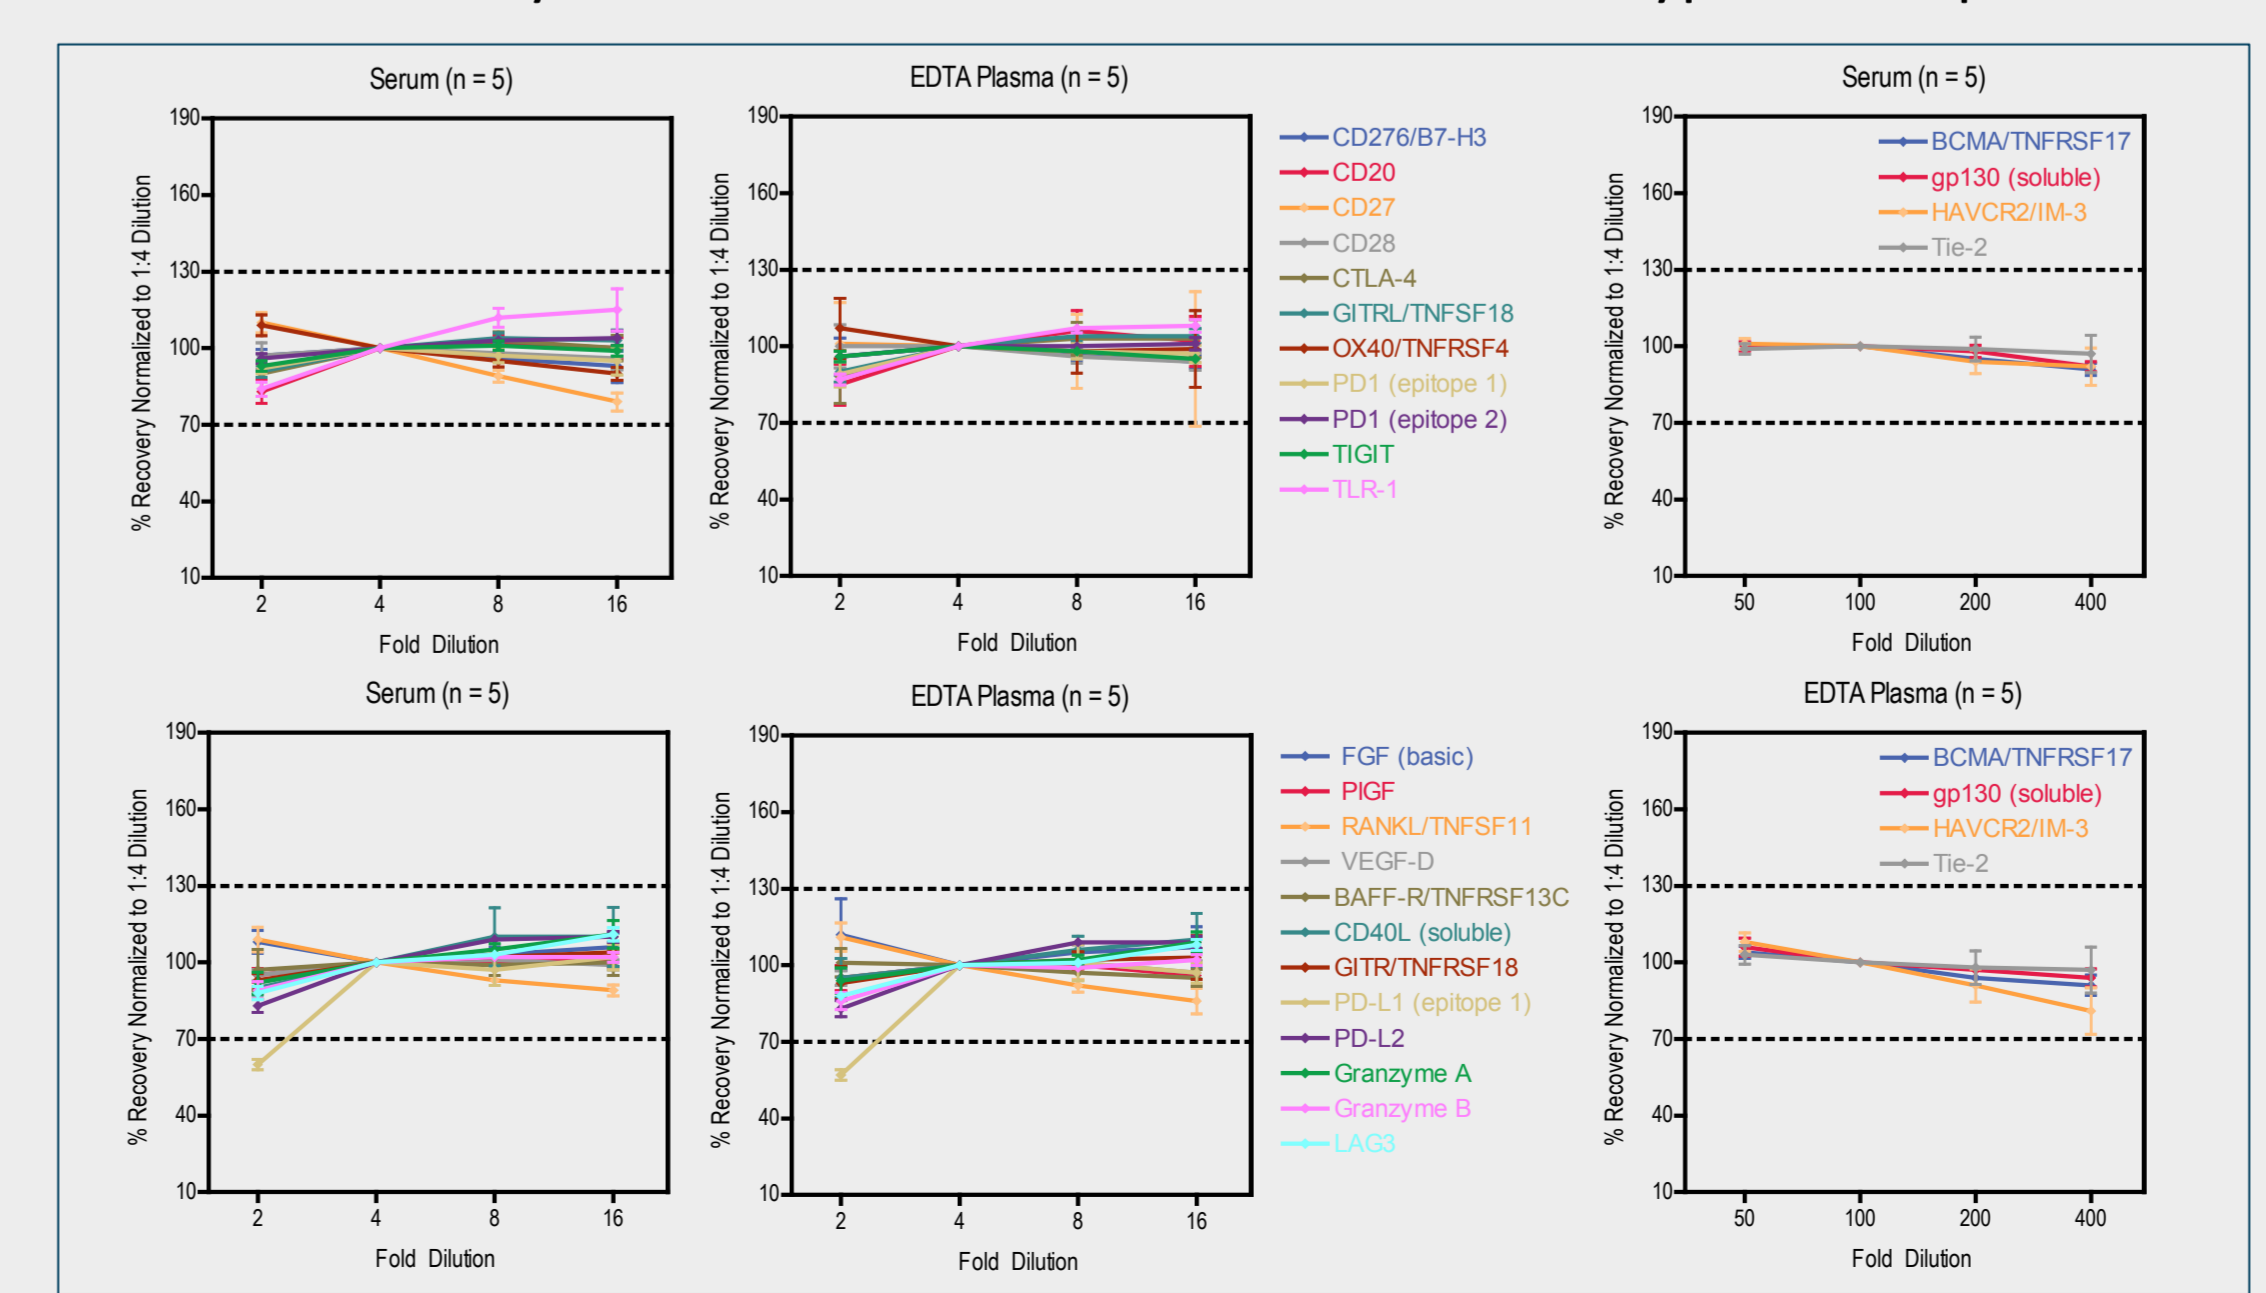 Serum (n = 5)
190
160
130
100
70
40
10
% Recovery Normalized to 1:4 Dilution
2 4 8 16
Fold Dilution
EDTA Plasma (n = 5)
190
160
130
100
70
40
10
% Recovery Normalized to 1:4 Dilution
2 4 8 16
Fold Dilution
CD276/B7-H3
CD20
CD27
CD28
CTLA-4
GITRL/TNFSF18
OX40/TNFRSF4
PD1 (epitope 1)
PD1 (epitope 2)
TIGIT
TLR-1
Serum (n = 5)
190
160
130
100
70
40
10
% Recovery Normalized to 1:4 Dilution
BCMA/TNFRSF17
gp130 (soluble)
HAVCR2/IM-3
Tie-2
50 100 200 400
Fold Dilution
Serum (n = 5)
190
160
130
100
70
40
10
% Recovery Normalized to 1:4 Dilution
2 4 8 16
Fold Dilution
EDTA Plasma (n = 5)
190
160
130
100
70
40
10
% Recovery Normalized to 1:4 Dilution
2 4 8 16
Fold Dilution
FGF (basic)
PIGF
RANKL/TNFSF11
VEGF-D
BAFF-R/TNFRSF13C
CD40L (soluble)
GITR/TNFRSF18
PD-L1 (epitope 1)
PD-L2
Granzyme A
Granzyme B
LAG3
EDTA Plasma (n = 5)
190
160
130
100
70
40
10
% Recovery Normalized to 1:4 Dilution
BCMA/TNFRSF17
gp130 (soluble)
HAVCR2/IM-3
Tie-2
50 100 200 400
Fold Dilution